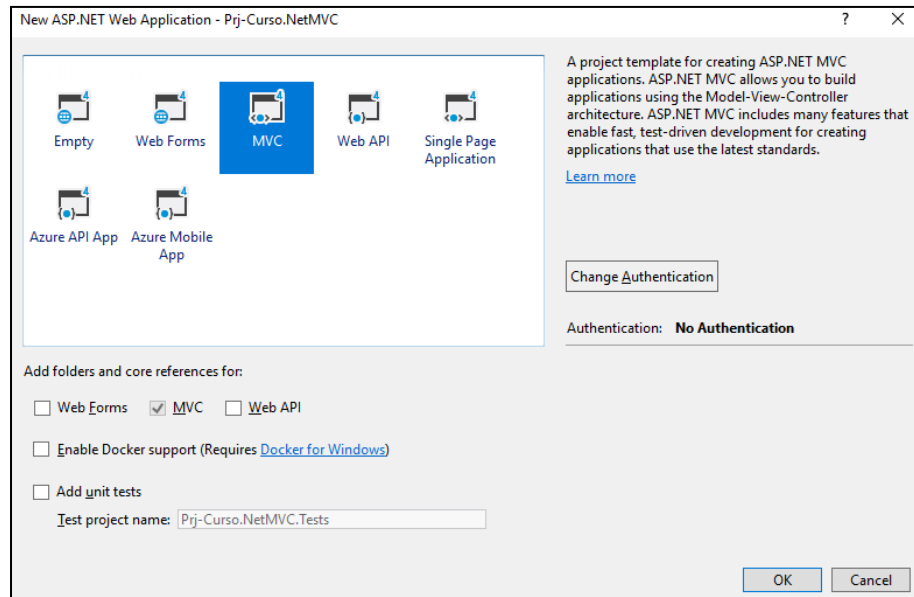 New ASP.NET Web Application - Prj-Curso.NetMVC
? X
4 4 4 4 4
Empty Web Forms MVC Web API Single Page
Application
4 4
Azure API App Azure Mobile
App
A project template for creating ASP.NET MVC
applications. ASP.NET MVC allows you to build
applications using the Model-View-Controller
architecture. ASP.NET MVC includes many features that
enable fast, test-driven development for creating
applications that use the latest standards.
Learn more
Change Authentication
Authentication: No Authentication
Add folders and core references for:
Web Forms MVC Web API
Enable Docker support (Requires Docker for Windows)
Add unit tests
Test project name: Prj-Curso.NetMVC.Tests
OK Cancel